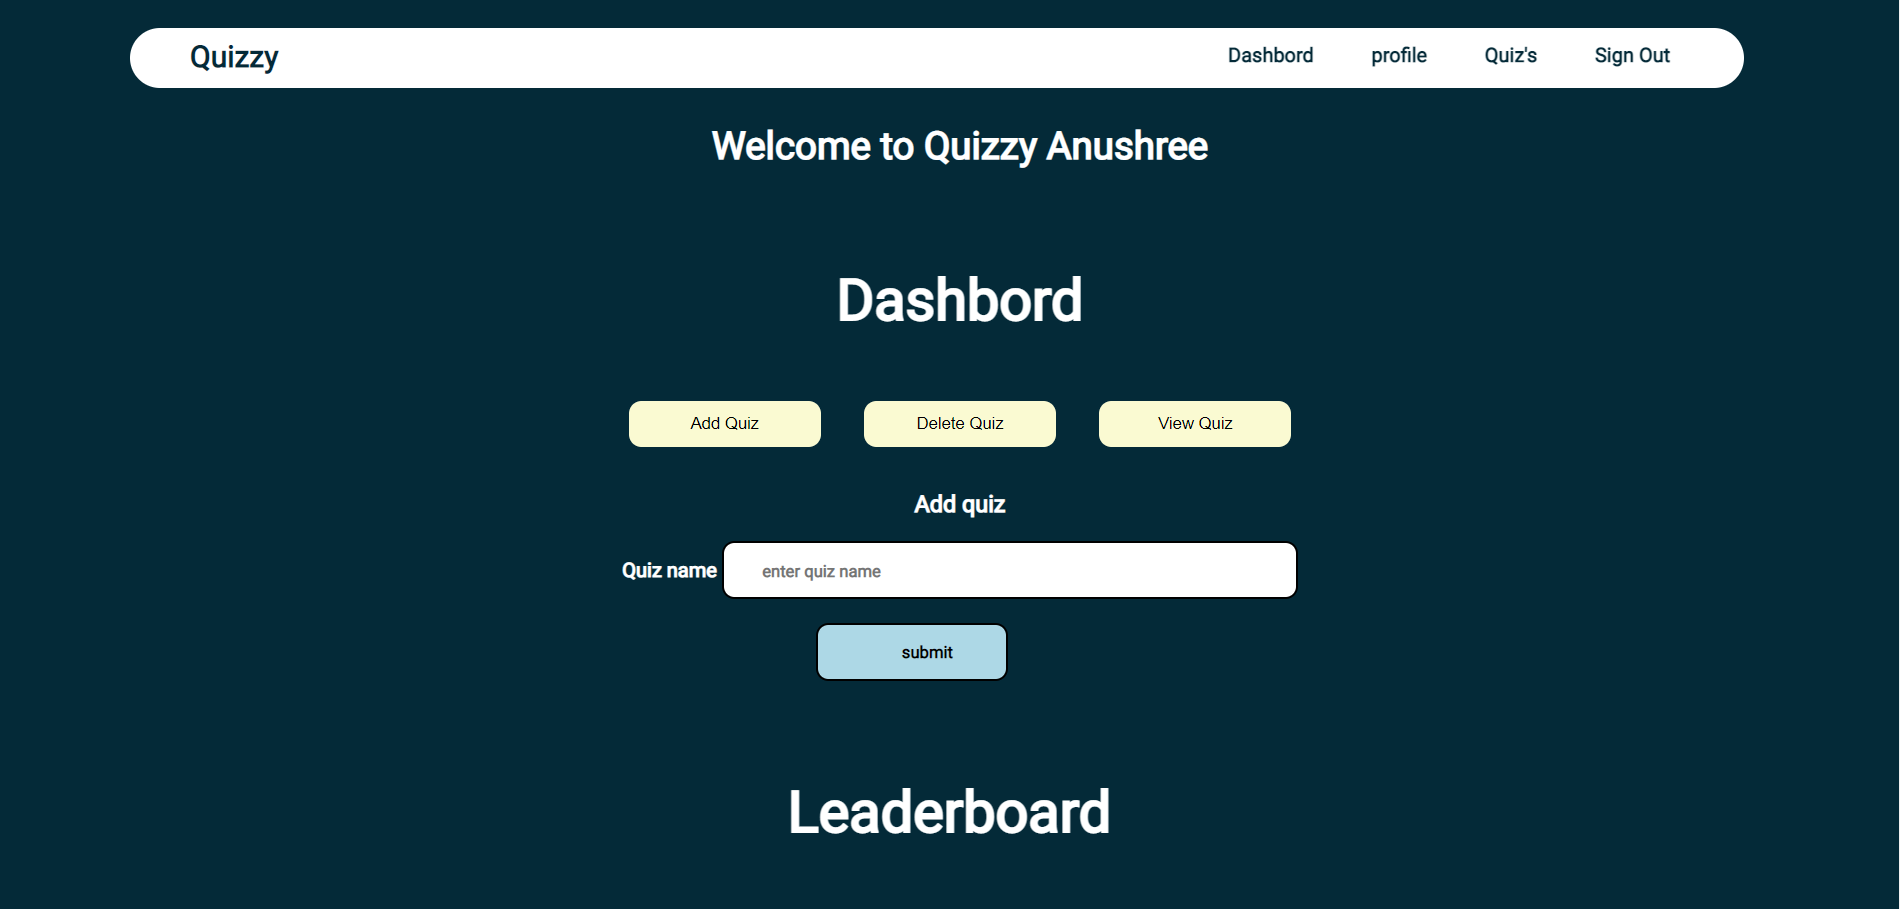 Quizzy Dashbord profile Quiz's Sign Out
Welcome to Quizzy Anushree
Dashbord
Add Quiz Delete Quiz View Quiz
Add quiz
Quiz name enter quiz name
submit
Leaderboard